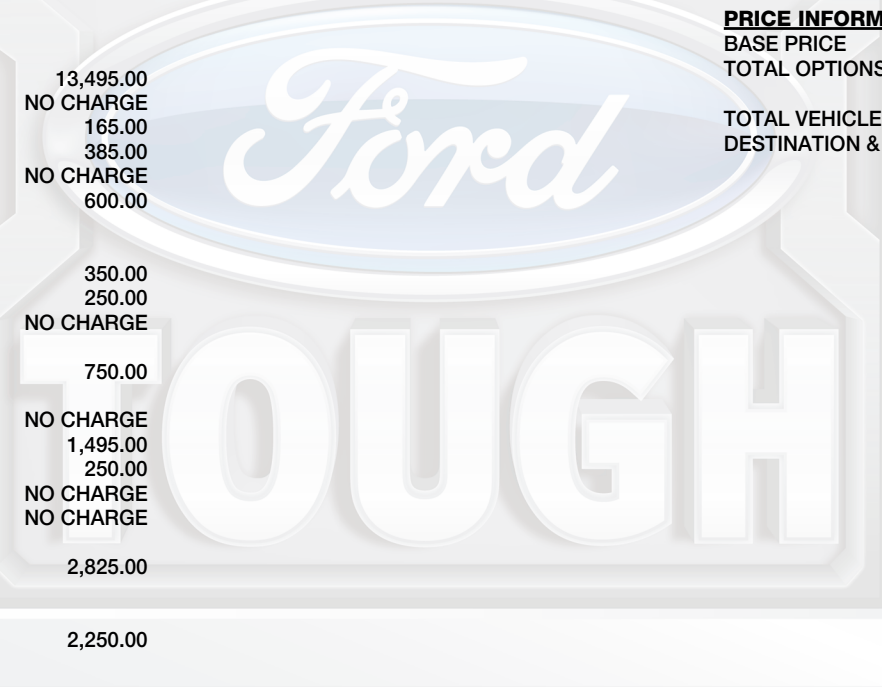 PRICE INFORM
BASE PRICE
TOTAL OPTIONS
TOTAL VEHICLE
DESTINATION &
13,495.00
NO CHARGE
165.00
385.00
NO CHARGE
600.00
350.00
250.00
NO CHARGE
750.00
NO CHARGE
1,495.00
250.00
NO CHARGE
NO CHARGE
2,825.00
2,250.00
Ford
TOUGH